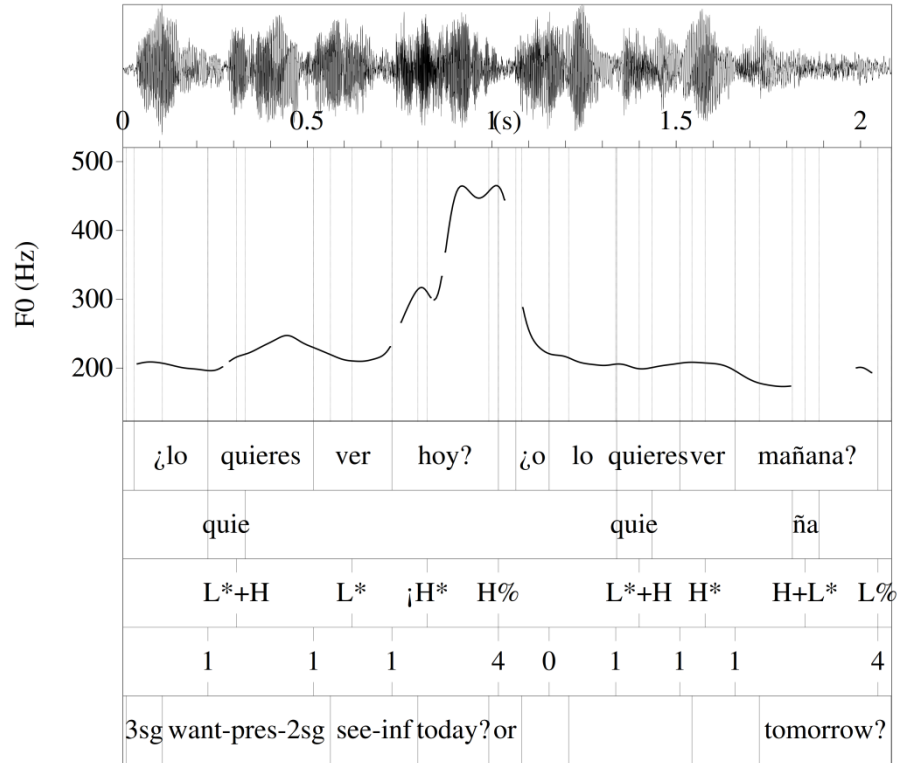 0 0.5 1 (s) 1.5 2
500
400
300
200
F0 (Hz)
¿lo quieres ver hoy? ¿o lo quieres ver mañana?
quie quie ña
L*+H L* ¡H* H% L*+H H* H+L* L%
1 1 1 4 0 1 1 1 4
3sg want-pres-2sg see-inf today? or tomorrow?